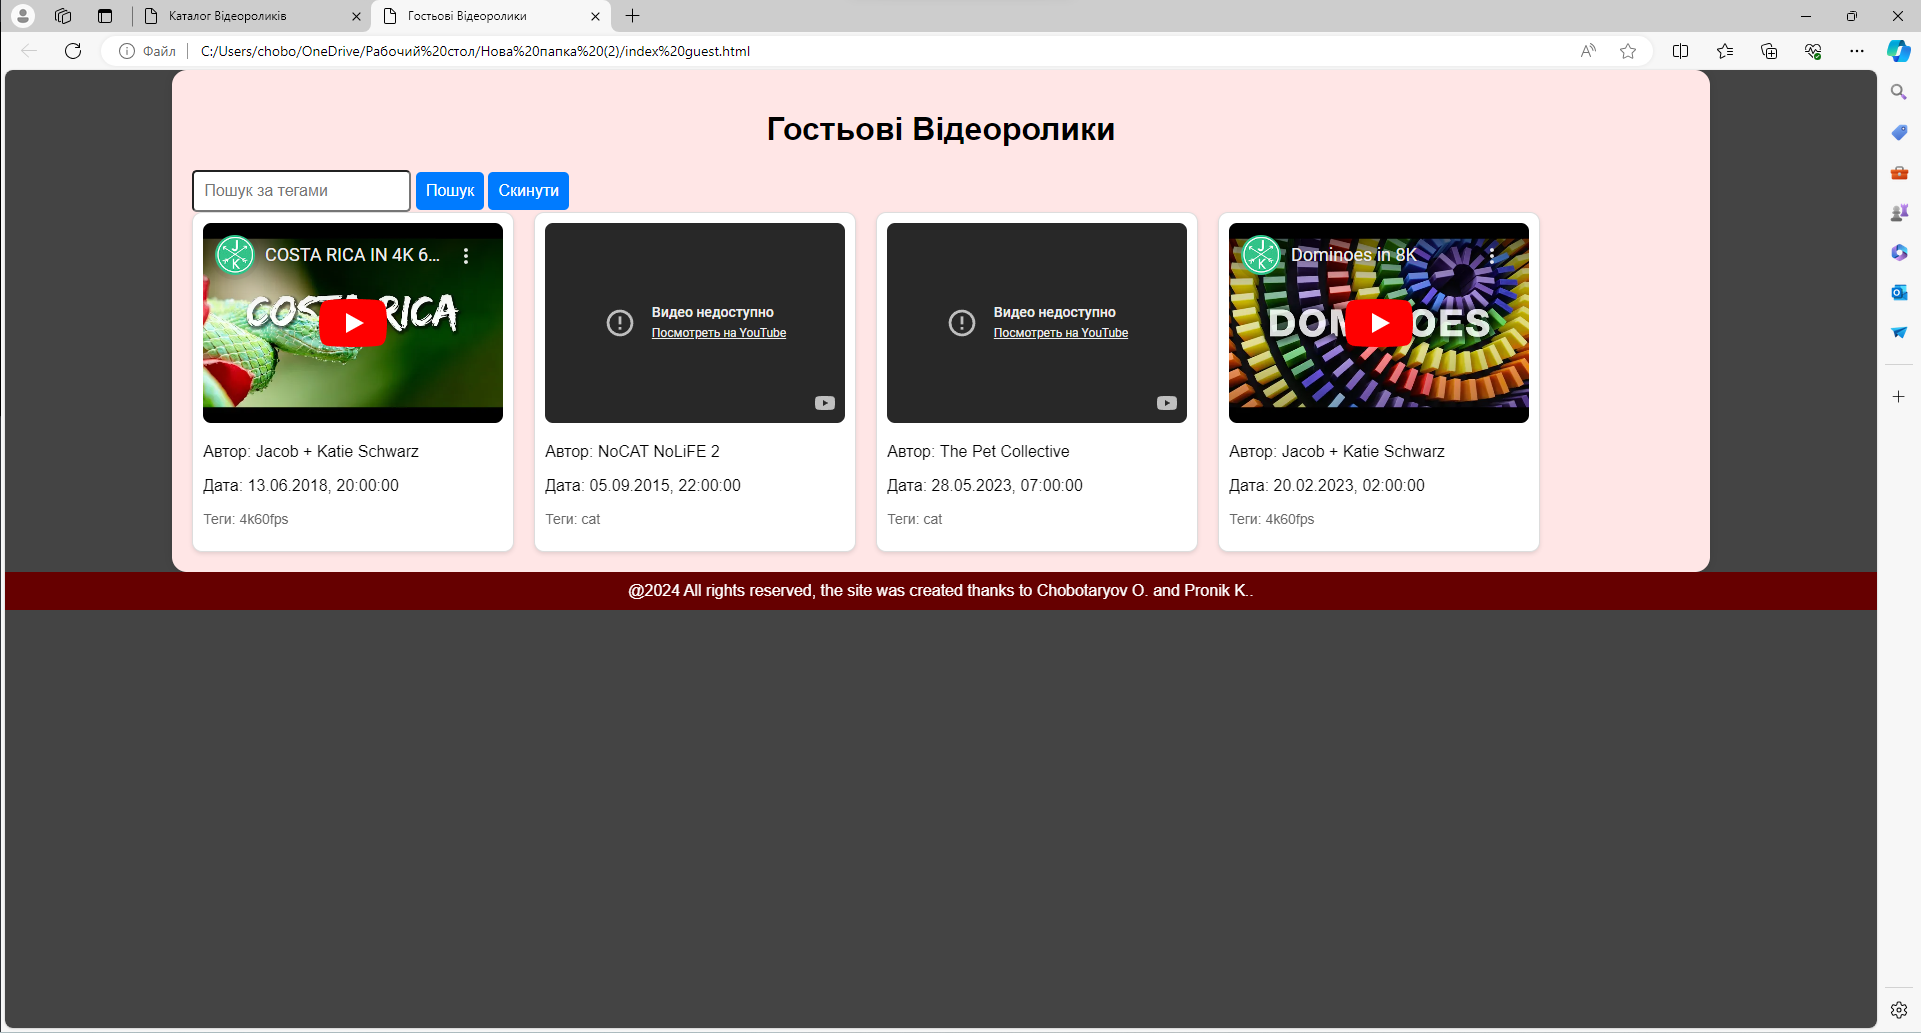 Каталог Відеороликів
Гостьові Відеоролики
Файл
C:/Users/chobo/OneDrive/Рабочий%20стол/Нова%20папка%20(2)/index%20guest.html
Гостьові Відеоролики
Пошук за тегами
Пошук
Скинути
JK
COSTA RICA IN 4K 6...
COSTA RICA
Автор: Jacob + Katie Schwarz
Дата: 13.06.2018, 20:00:00
Теги: 4k60fps
Видео недоступно
Посмотреть на YouTube
Автор: NoCAT NoLiFE 2
Дата: 05.09.2015, 22:00:00
Теги: cat
Видео недоступно
Посмотреть на YouTube
Автор: The Pet Collective
Дата: 28.05.2023, 07:00:00
Теги: cat
JK
Dominoes in 8K
DOMINOES
Автор: Jacob + Katie Schwarz
Дата: 20.02.2023, 02:00:00
Теги: 4k60fps
@2024 All rights reserved, the site was created thanks to Chobotaryov O. and Pronik K..